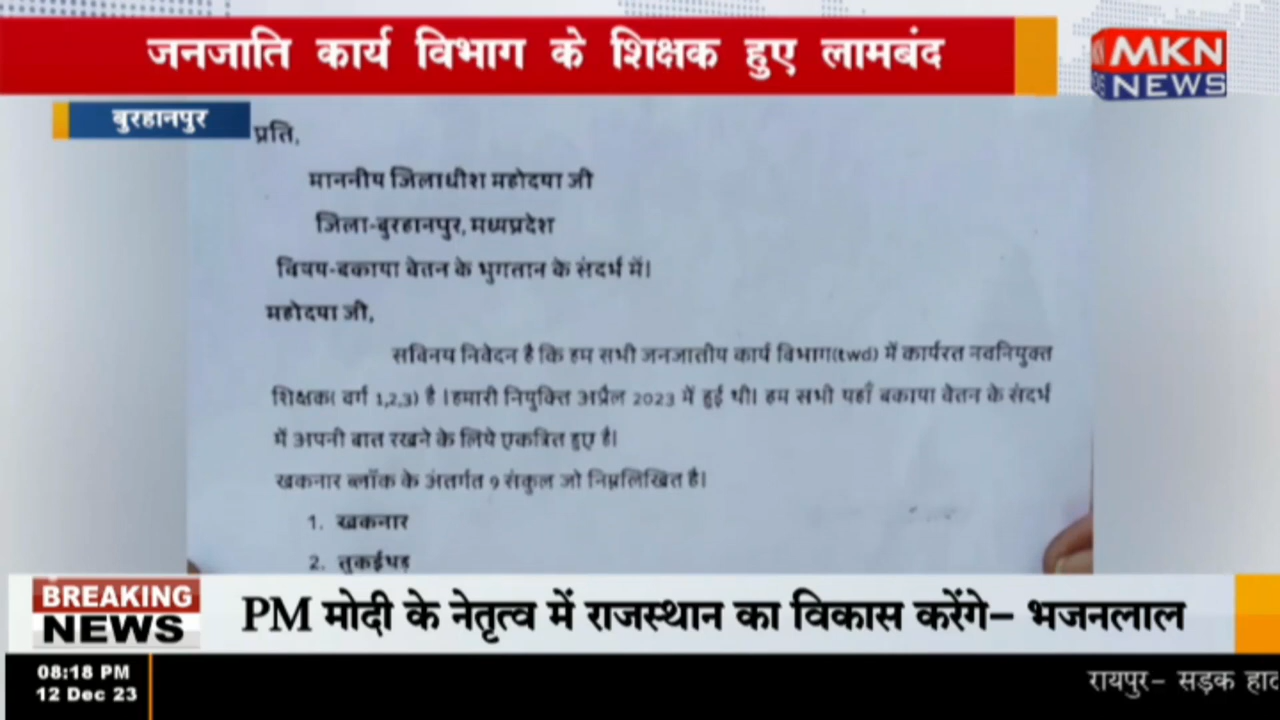 जनजाति कार्य विभाग के शिक्षक हुए लामबंद
MKN
NEWS
बुरहानपुर
प्रति,
माननीय जिलाधीश महोदया जी
जिला-बुरहानपुर, मध्यप्रदेश
विषय-बकाया वेतन के भुगतान के संदर्भ में।
महोदया जी,
सविनय निवेदन है कि हम सभी जनजातीय कार्य विभाग(twd) में कार्यरत नवनियुक्त
शिक्षक( वर्ग 1,2,3) है ।हमारी नियुक्ति अप्रैल 2023 में हुई थी। हम सभी यहाँ बकाया वेतन के संदर्भ
में अपनी बात रखने के लिये एकत्रित हुए है।
खकनार ब्लॉक के अंतर्गत 9 संकुल जो निम्नलिखित है।
1. खकनार
2. तुकईथड़
BREAKING
NEWS
PM मोदी के नेतृत्व में राजस्थान का विकास करेंगे– भजनलाल
08:18 PM
12 Dec 23
रायपुर– सड़क